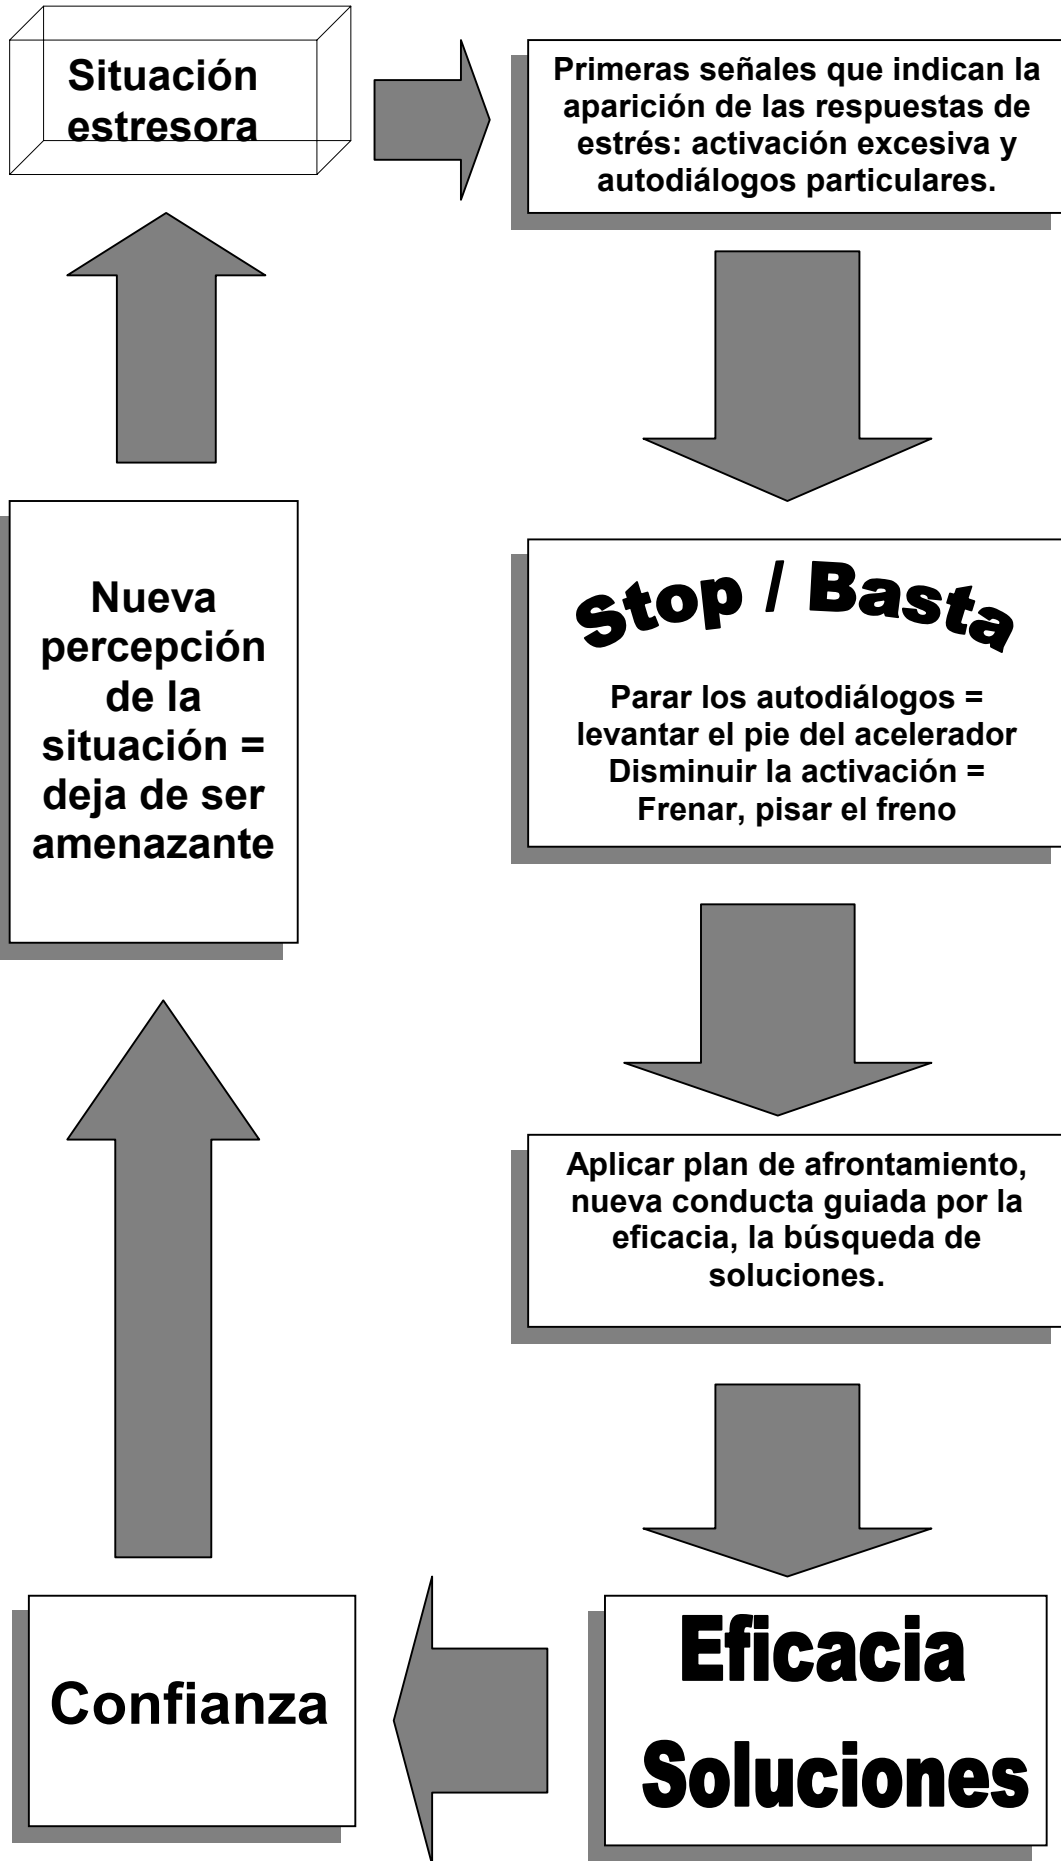 Situación
estresora
Primeras señales que indican la
aparición de las respuestas de
estrés: activación excesiva y
autodiálogos particulares.
Stop / Basta
Parar los autodiálogos =
levantar el pie del acelerador
Disminuir la activación =
Frenar, pisar el freno
Aplicar plan de afrontamiento,
nueva conducta guiada por la
eficacia, la búsqueda de
soluciones.
Eficacia
Soluciones
Confianza
Nueva
percepción
de la
situación =
deja de ser
amenazante